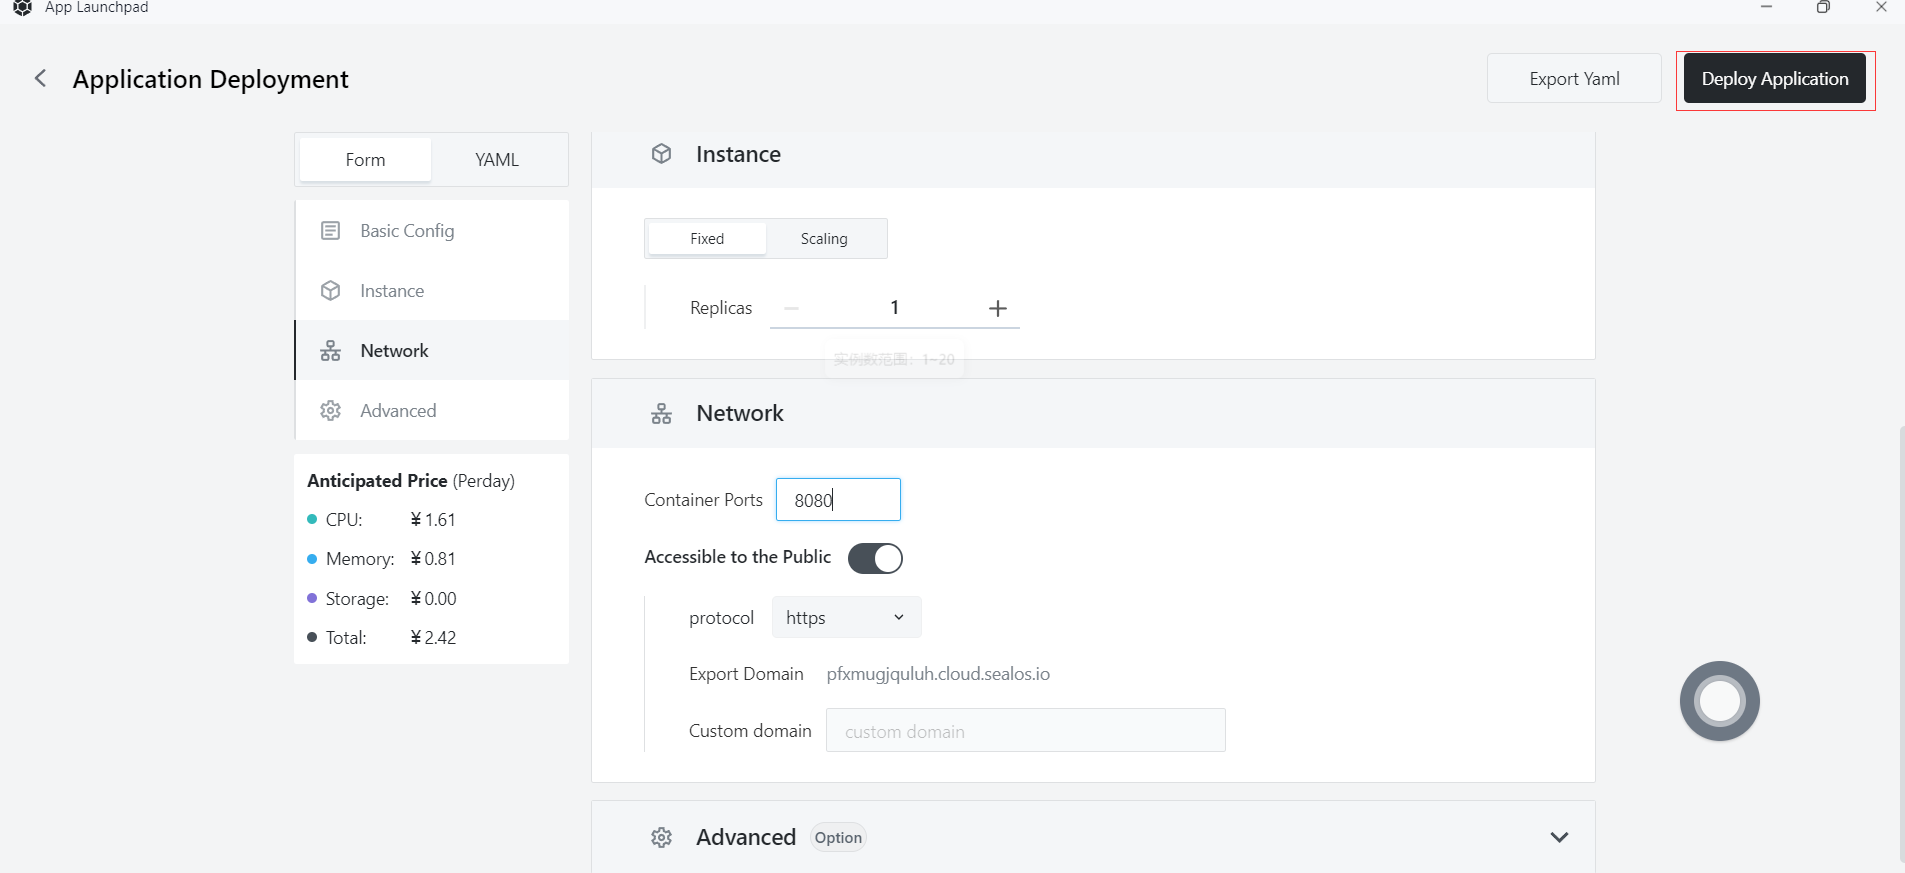 App Launchpad
Application Deployment
Export Yaml
Deploy Application
Form
YAML
Basic Config
Instance
Network
Advanced
Anticipated Price (Perday)
CPU: ¥1.61
Memory: ¥0.81
Storage: ¥0.00
Total: ¥2.42
Instance
Fixed
Scaling
Replicas
1
实例数范围：1~20
Network
Container Ports 8080
Accessible to the Public
protocol https
Export Domain pfxmugjquluh.cloud.sealos.io
Custom domain custom domain
Advanced Option